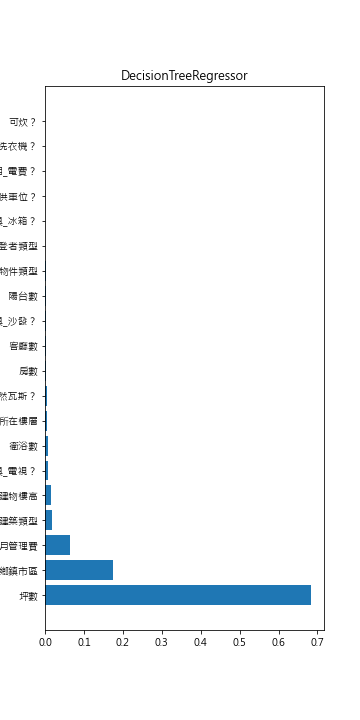 DecisionTreeRegressor
可炊？
洗衣機？
_電費？
供車位？
_冰箱？
登者類型
物件類型
陽台數
_沙發？
客廳數
房數
然瓦斯？
所在樓層
衛浴數
_電視？
建物樓高
建築類型
月管理費
鄉鎮市區
坪數
0.0 0.1 0.2 0.3 0.4 0.5 0.6 0.7